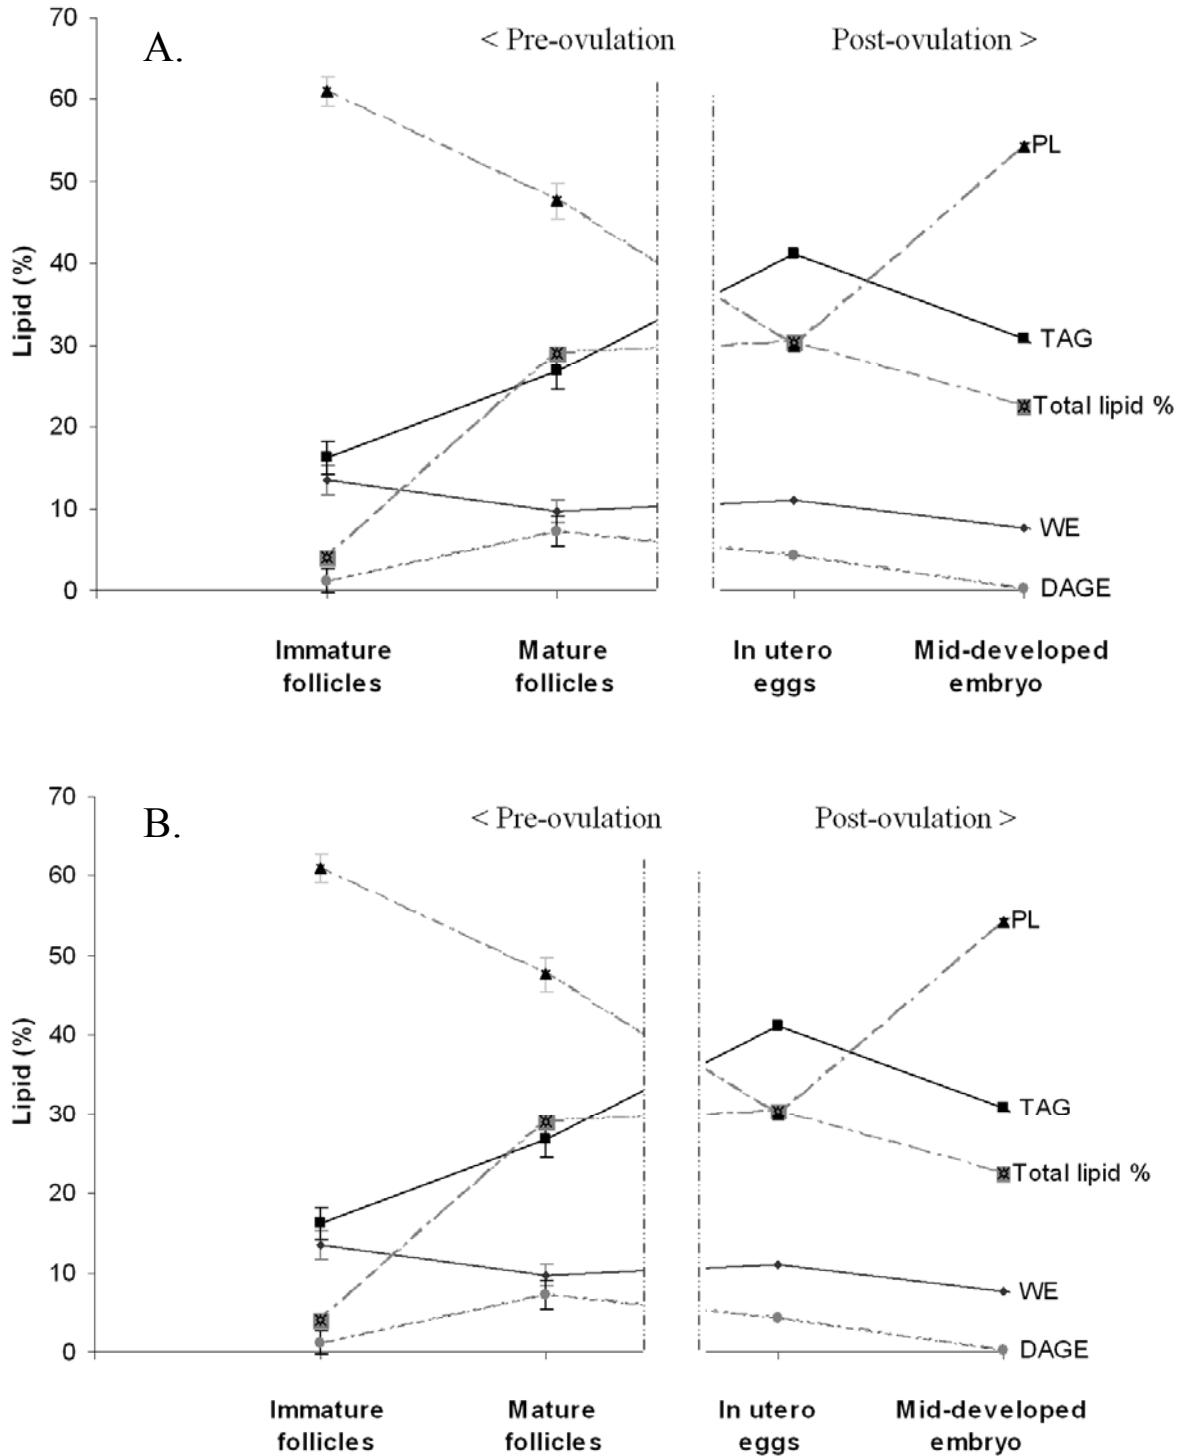 70
A.
< Pre-ovulation
Post-ovulation >
60
PL
50
40
TAG
30
Total lipid %
20
10
WE
DAGE
0
Lipid (%)
Immature
follicles
Mature
follicles
In utero
eggs
Mid-developed
embryo
70
B.
< Pre-ovulation
Post-ovulation >
60
PL
50
40
TAG
30
Total lipid %
20
10
WE
DAGE
0
Lipid (%)
Immature
follicles
Mature
follicles
In utero
eggs
Mid-developed
embryo